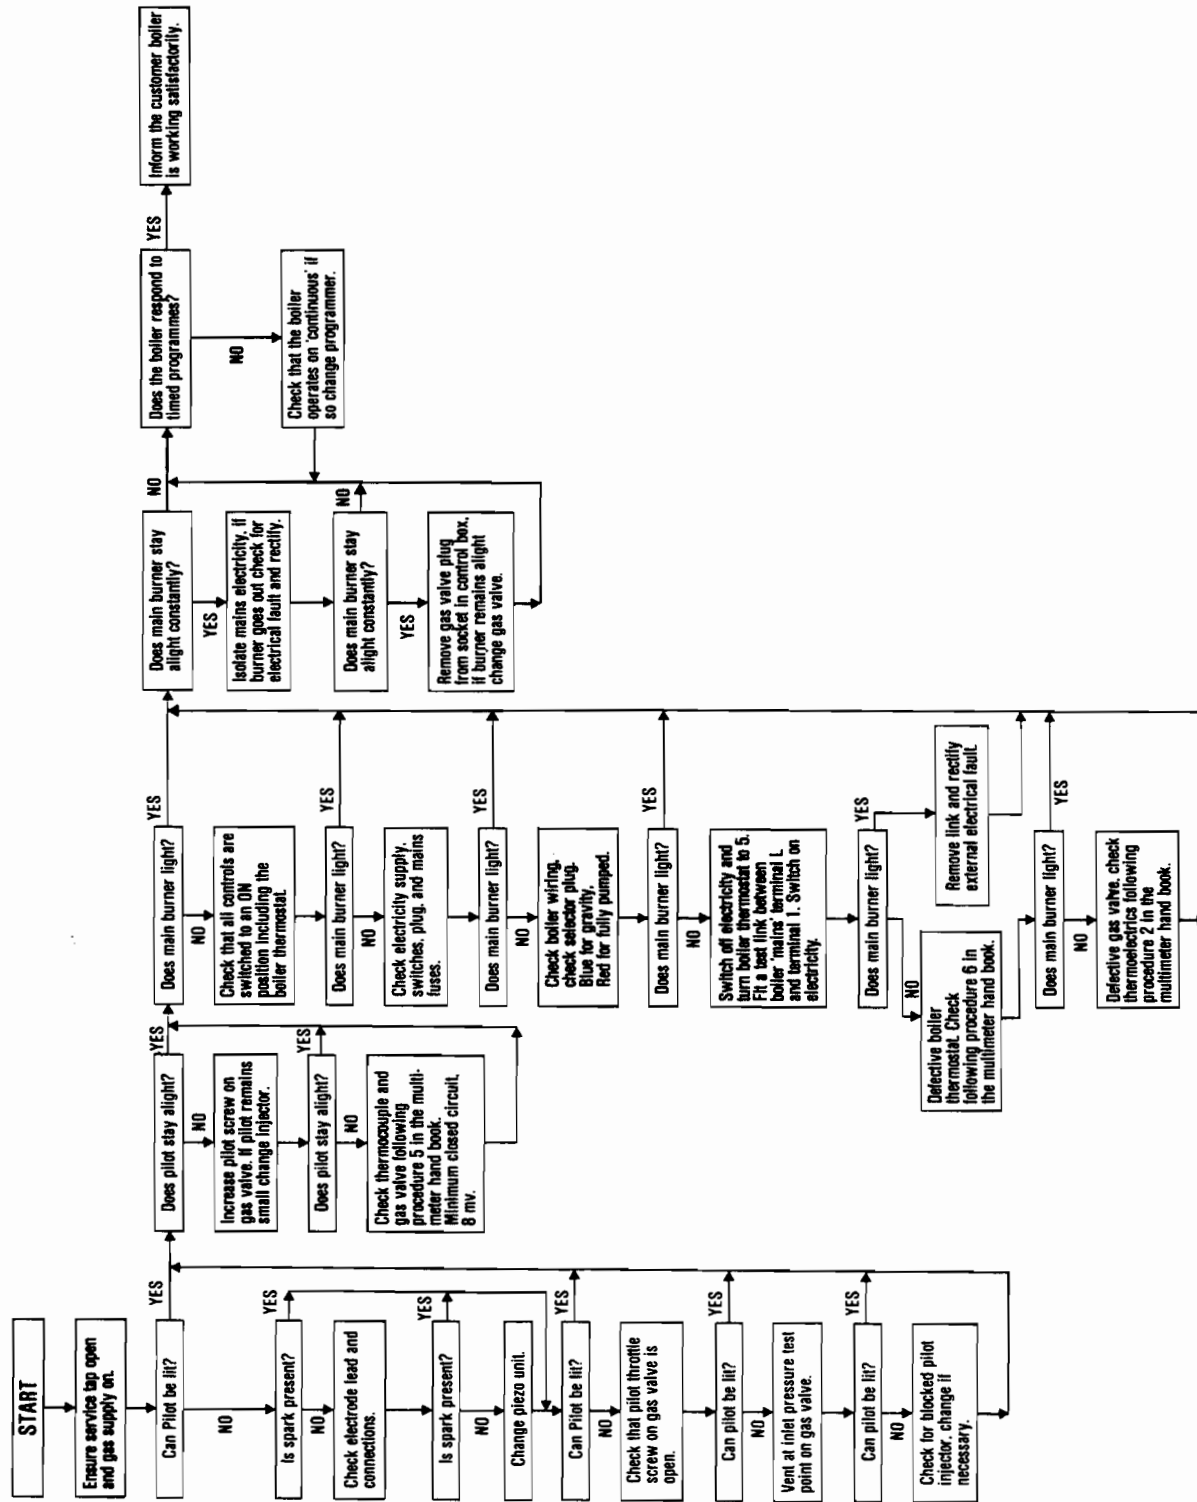 START
Ensure service tap open
and gas supply on.
Can Pilot be lit?
YES
NO
Is spark present?
YES
NO
Check electrode lead and
connections.
Is spark present?
YES
NO
Change piezo unit.
Can Pilot be lit?
YES
NO
Check that pilot throttle
screw on gas valve is
open.
Can pilot be lit?
YES
NO
Vent at inlet pressure test
point on gas valve.
Can pilot be lit?
YES
NO
Check for blocked pilot
injector, change if
necessary.
Does pilot stay alight?
YES
NO
Increase pilot screw on
gas valve. If pilot remains
small change injector.
Does pilot stay alight?
YES
NO
Check thermocouple and
gas valve following
procedure 5 in the multi-
meter hand book.
Minimum closed circuit,
8 mv.
Does main burner light?
YES
NO
Check that all controls are
switched to an ON
position including the
boiler thermostat.
Does main burner light?
YES
NO
Check electricity supply,
switches, plug, and mains
fuses.
Does main burner light?
YES
NO
Check boiler wiring,
check selector plug.
Blue for gravity,
Red for fully pumped.
Does main burner light?
YES
NO
Switch off electricity and
turn boiler thermostat to 5.
Fit a test link between
boiler 'mains' terminal L
and terminal 1. Switch on
electricity.
Does main burner light?
YES
NO
Remove link and rectify
external electrical fault.
Defective boiler
thermostat. Check
following procedure 6 in
the multimeter hand book.
Does main burner light?
YES
NO
Defective gas valve, check
thermoelectrics following
procedure 2 in the
multimeter hand book.
Does main burner stay
alight constantly?
NO
YES
Isolate mains electricity, if
burner goes out check for
electrical fault and rectify.
Does main burner stay
alight constantly?
NO
YES
Remove gas valve plug
from socket in control box,
if burner remains alight
change gas valve.
Does the boiler respond to
timed programmes?
YES
NO
Check that the boiler
operates on 'continuous' if
so change programmer.
Inform the customer boiler
is working satisfactorily.